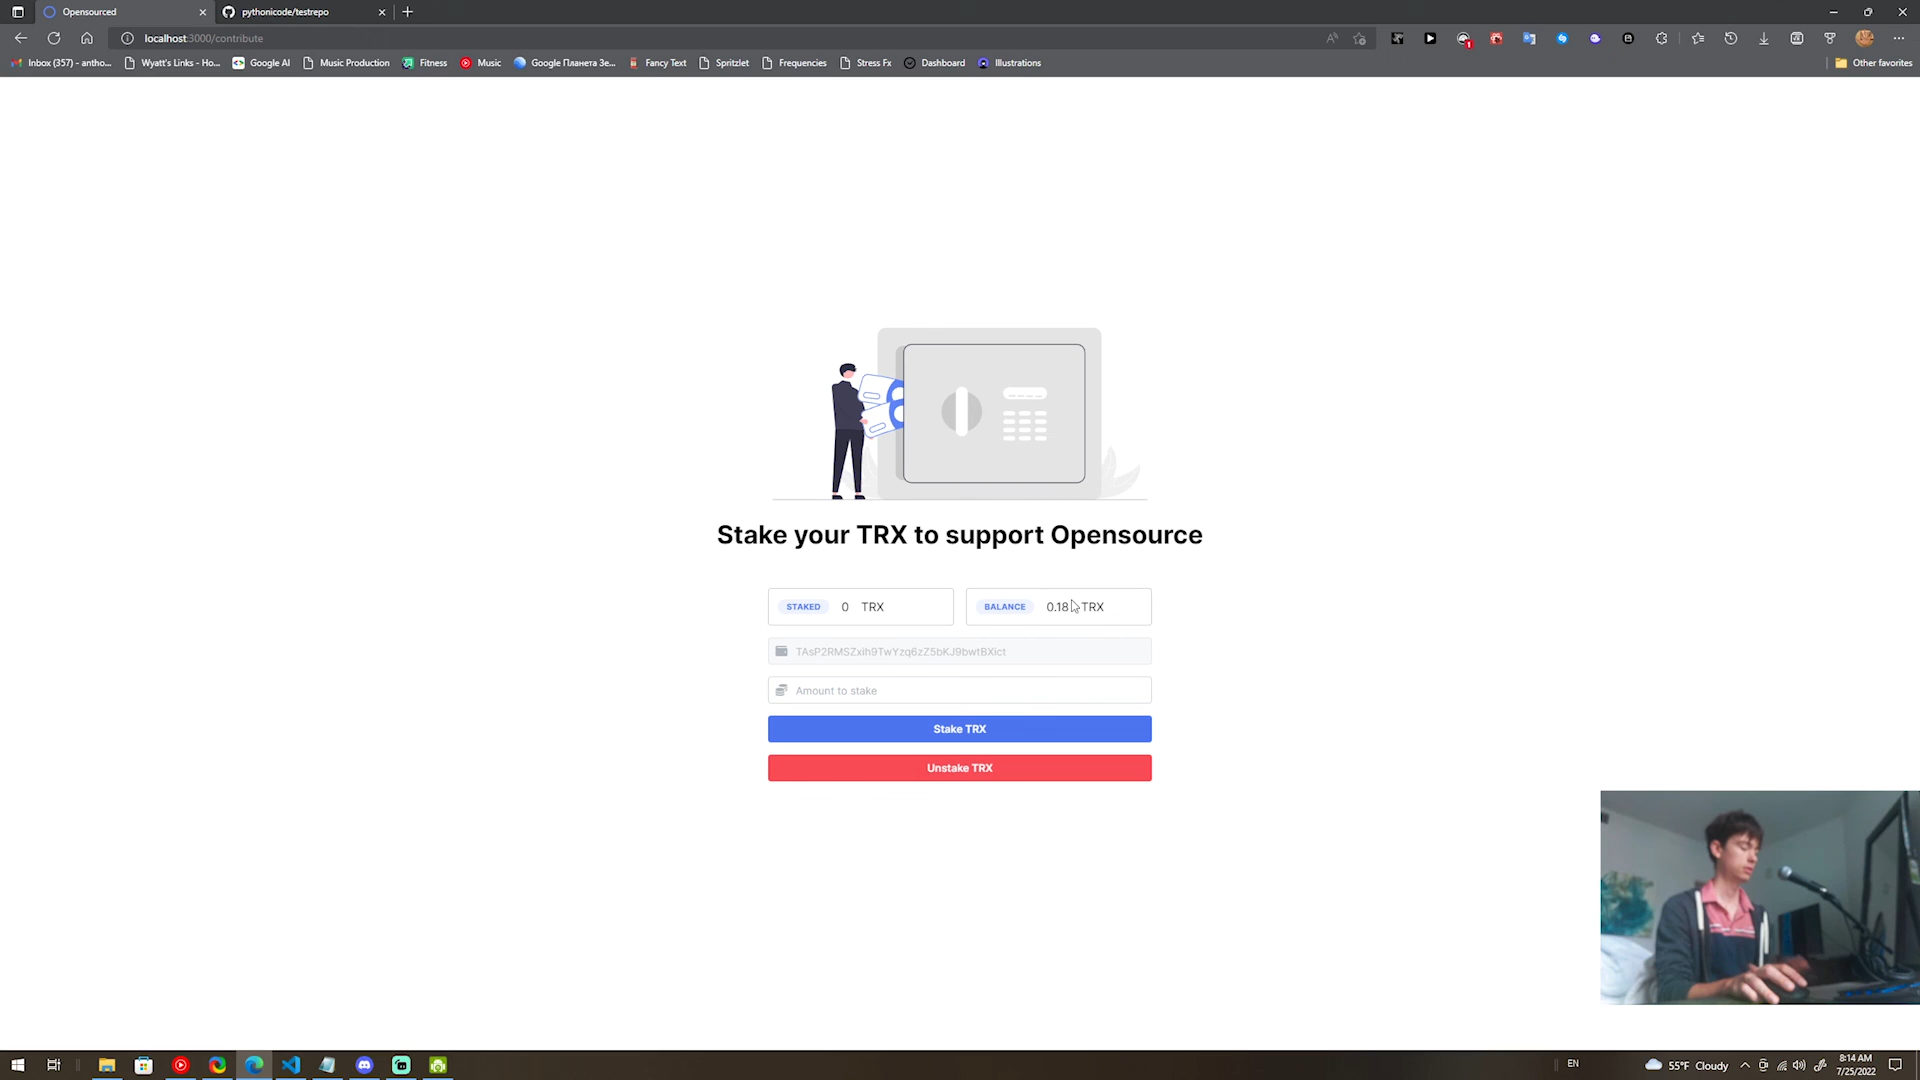 Opensourced
pythonicode/testrepo
localhost:3000/contribute
Inbox (357) - antho...
Wyatt's Links - Ho...
Google AI
Music Production
Fitness
Music
Google Планета Зе...
Fancy Text
Spritzlet
Frequencies
Stress Fx
Dashboard
Illustrations
Other favorites
Stake your TRX to support Opensource
STAKED 0 TRX
BALANCE 0.18 TRX
TAsP2RMSZxih9TwYzq6zZ5bKJ9bwtBXict
Amount to stake
Stake TRX
Unstake TRX
EN
55°F Cloudy
8:14 AM
7/25/2022